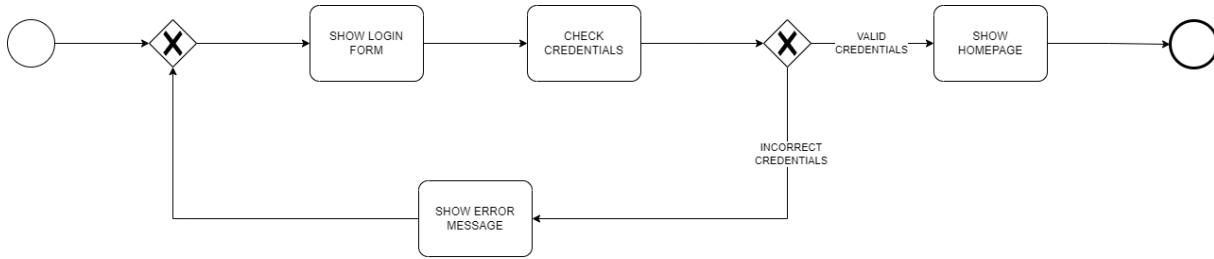 SHOW LOGIN
FORM
CHECK
CREDENTIALS
VALID
CREDENTIALS
SHOW
HOMEPAGE
INCORRECT
CREDENTIALS
SHOW ERROR
MESSAGE